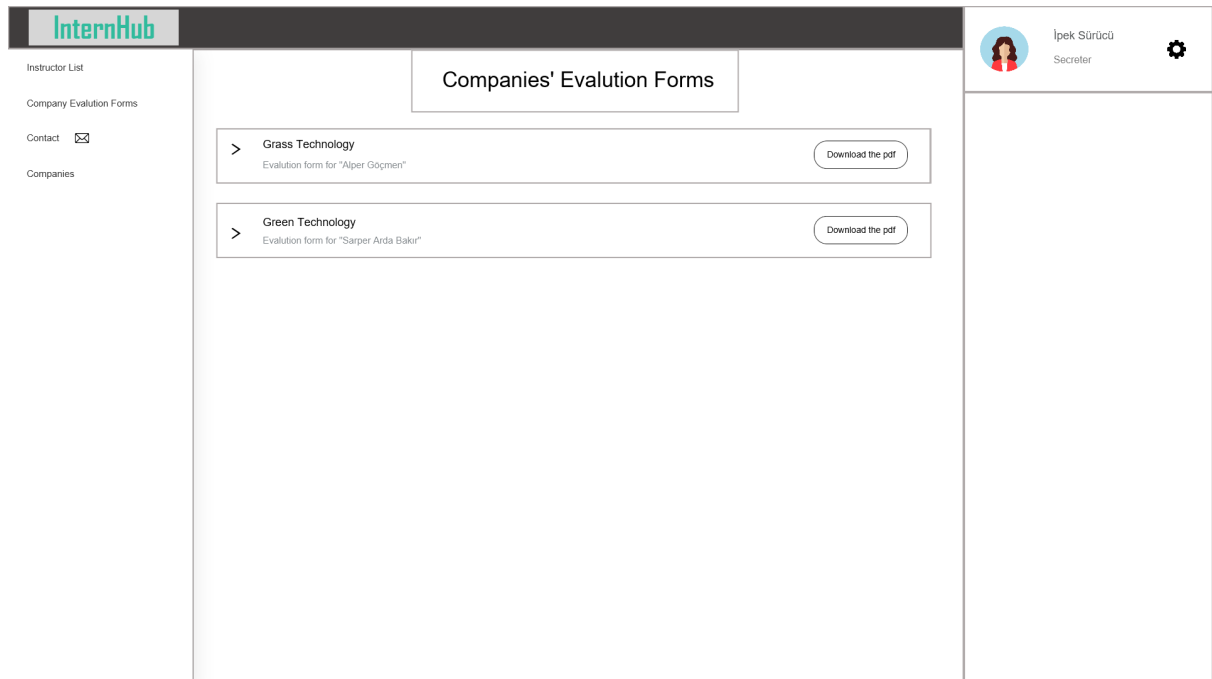 InternHub
İpek Sürücü
Secreter
Instructor List
Company Evalution Forms
Contact
Companies
Companies' Evalution Forms
Grass Technology
Evalution form for "Alper Göçmen"
Download the pdf
Green Technology
Evalution form for "Sarper Arda Bakır"
Download the pdf